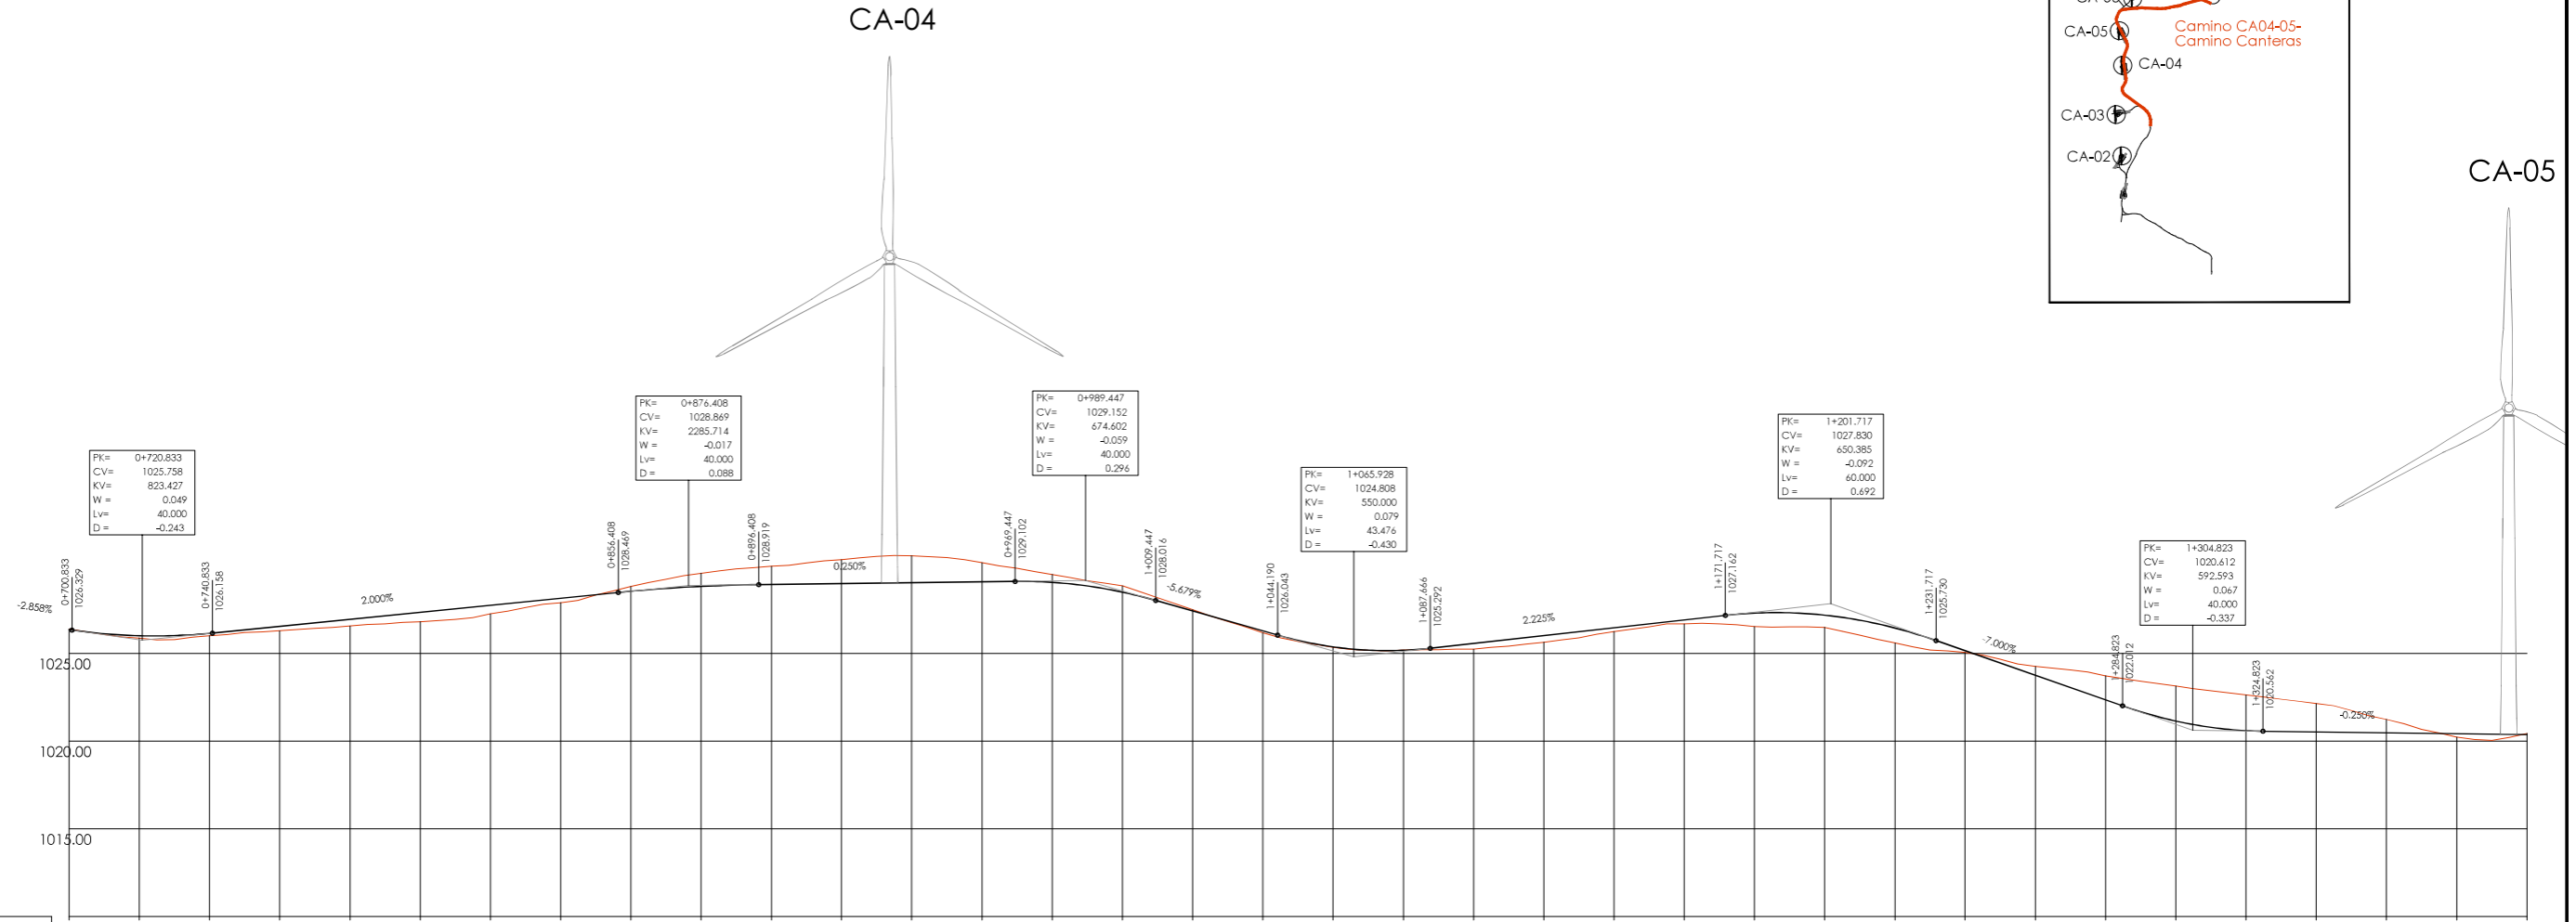 CA-04
CA-05
Camino CA04-05-
Camino Canteras
CA-04
CA-03
CA-02
CA-05
PK= 0+720.833
CV= 1025.758
KV= 823.427
W = 0.049
Lv= 40.000
D = -0.243
PK= 0+876.408
CV= 1028.869
KV= 2285.714
W = -0.017
Lv= 40.000
D = 0.088
PK= 0+989.447
CV= 1029.152
KV= 674.602
W = -0.059
Lv= 40.000
D = 0.296
PK= 1+065.928
CV= 1024.808
KV= 550.000
W = 0.079
Lv= 43.476
D = -0.430
PK= 1+201.717
CV= 1027.830
KV= 650.385
W = -0.092
Lv= 60.000
D = 0.692
PK= 1+304.823
CV= 1020.612
KV= 592.593
W = 0.067
Lv= 40.000
D = -0.337
-2.858%
0+700.833
1026.329
0+740.833
1026.158
2.000%
0+856.408
1028.469
0+896.408
1028.919
0.250%
0+969.447
1029.102
1+009.447
1028.016
-5.679%
1+044.190
1026.043
1+087.666
1025.292
2.225%
1+171.717
1027.162
1+231.717
1025.730
-7.000%
1+284.823
1022.012
1+324.823
1020.562
-0.250%
1025.00
1020.00
1015.00